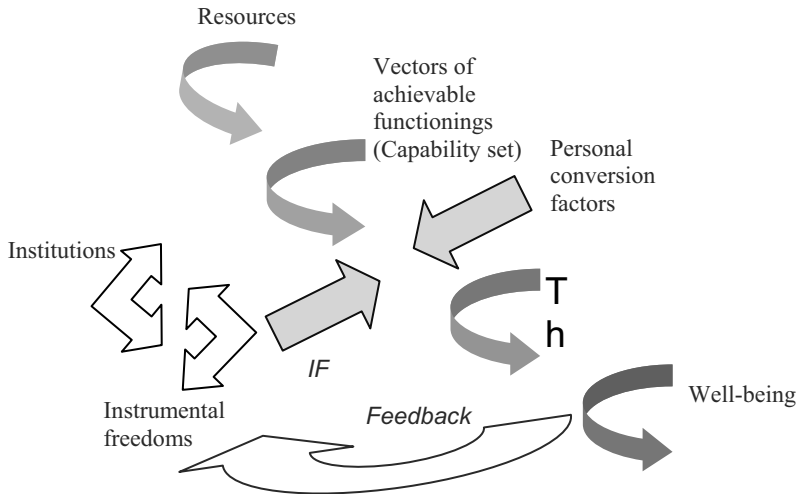 Resources
Vectors of
achievable
functionings
(Capability set)
Personal
conversion
factors
Institutions
T
h
IF
Instrumental
freedoms
Feedback
Well-being